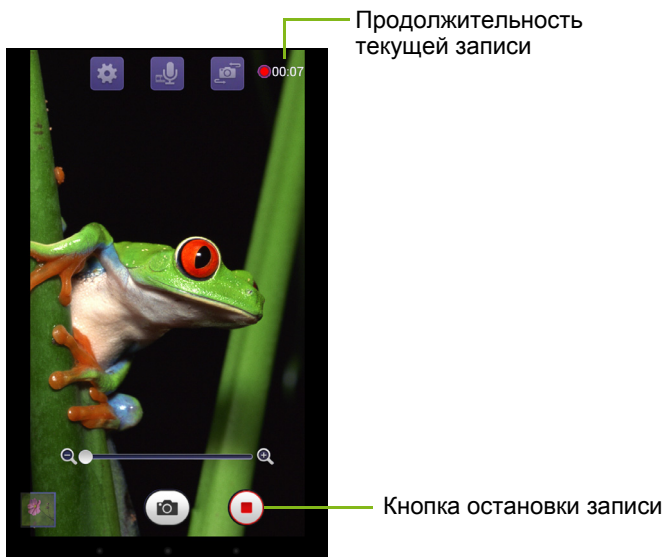 Продолжительность
текущей записи
00:07
Кнопка остановки записи